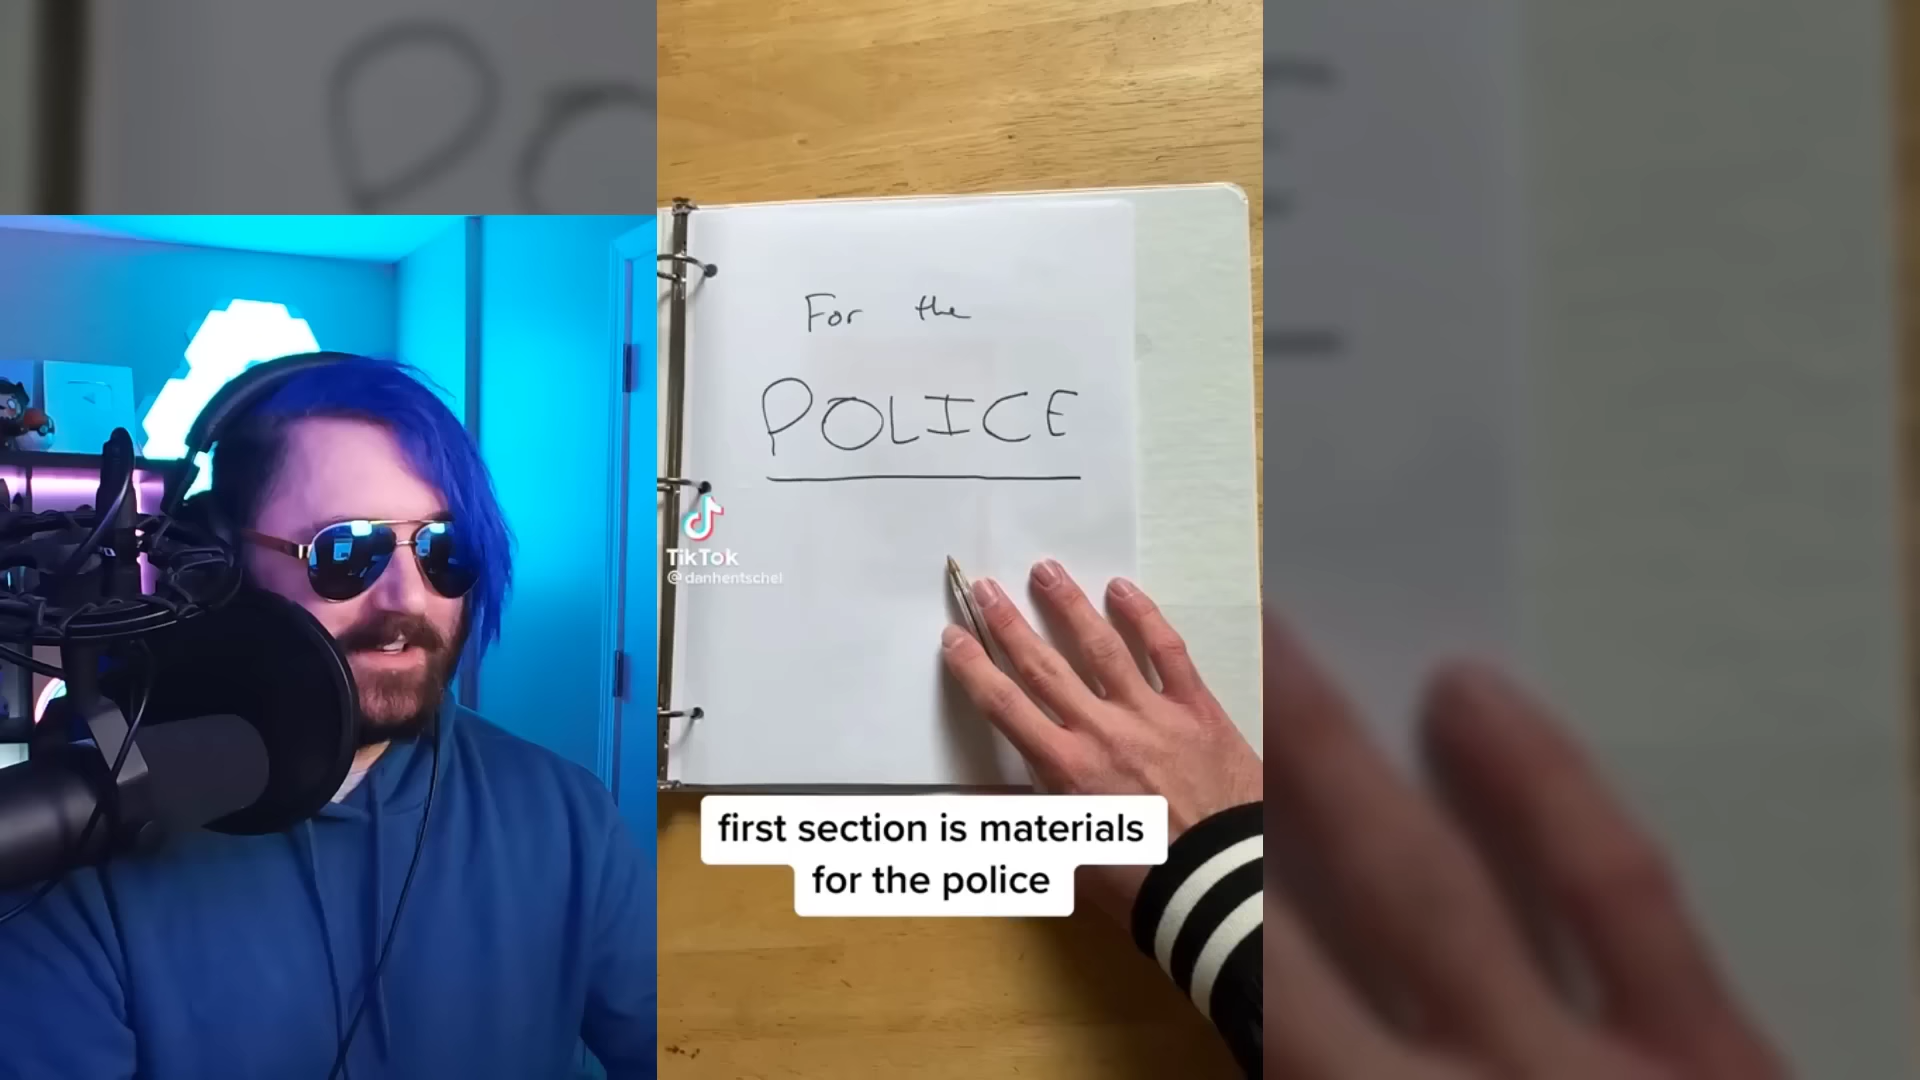 For the
POLICE
TikTok
@danhentschel
first section is materials
for the police